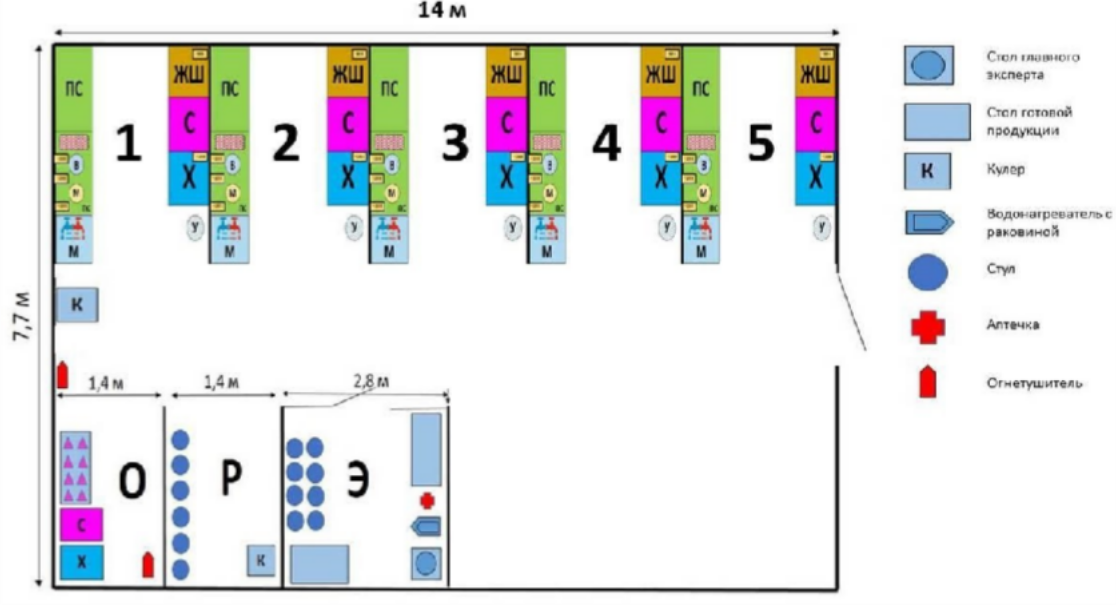 14 м
7,7 м
ПС
ЖШ
ПС
ЖШ
ПС
ЖШ
ПС
ЖШ
ПС
ЖШ
1
С
2
С
3
С
4
С
5
С
В
Х
В
Х
В
Х
В
Х
В
Х
М
М
М
М
М
У
У
У
У
У
М
М
М
М
М
К
1,4 м
1,4 м
2,8 м
О
Р
Э
С
Х
К
Стол главного
эксперта
Стол готовой
продукции
К
Кулер
Водонагреватель с
раковиной
Стул
Аптечка
Огнетушитель